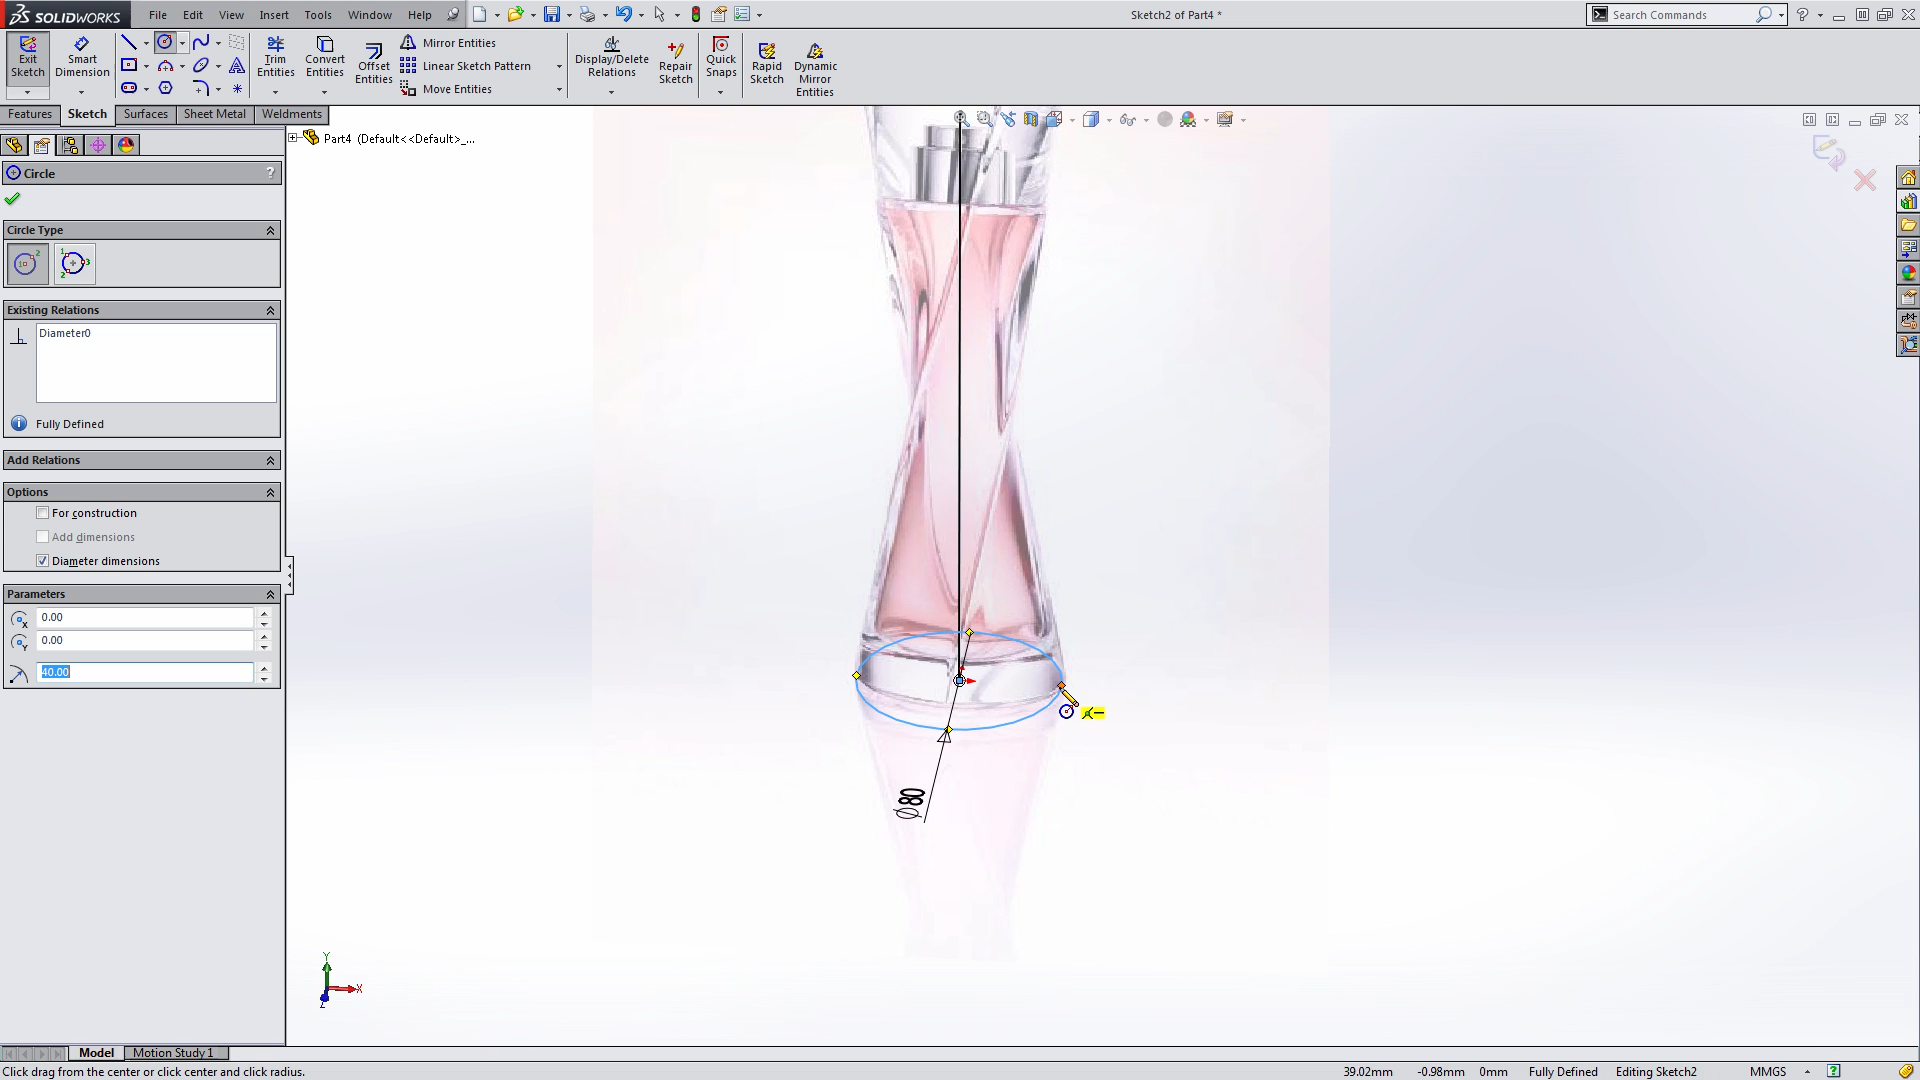 SOLIDWORKS File Edit View Insert Tools Window Help Sketch2 of Part4 * Search Commands
Exit Sketch
Smart Dimension
Trim Entities
Convert Entities
Offset Entities
Mirror Entities
Linear Sketch Pattern
Move Entities
Display/Delete Relations
Repair Sketch
Quick Snaps
Rapid Sketch
Dynamic Mirror Entities
Features Sketch Surfaces Sheet Metal Weldments
Part4 (Default<<Default>_...
Circle ?
Circle Type
Existing Relations
Diameter0
Fully Defined
Add Relations
Options
For construction
Add dimensions
Diameter dimensions
Parameters
0.00
0.00
40.00
∅80
Y
X
Z
Model Motion Study 1
Click drag from the center or click center and click radius. 39.02mm -0.98mm 0mm Fully Defined Editing Sketch2 MMGS